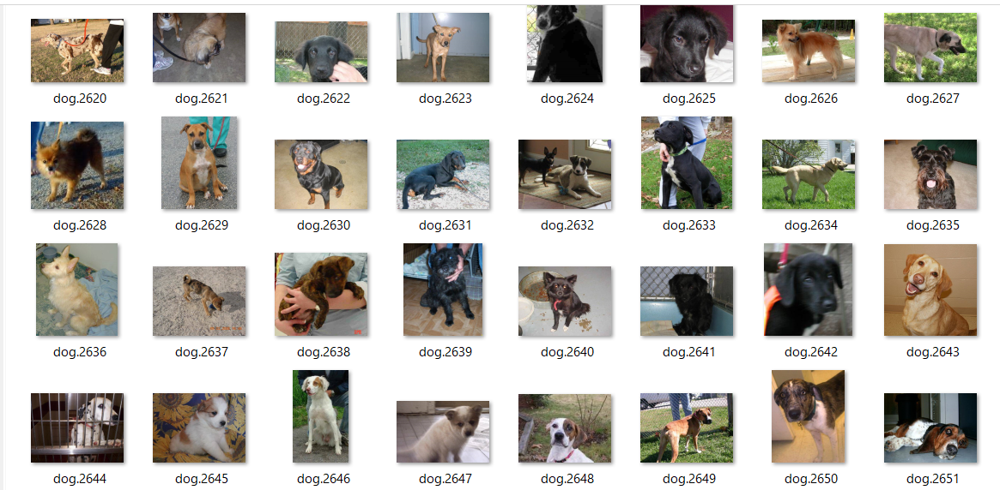 dog.2620 dog.2621 dog.2622 dog.2623 dog.2624 dog.2625 dog.2626 dog.2627
dog.2628 dog.2629 dog.2630 dog.2631 dog.2632 dog.2633 dog.2634 dog.2635
dog.2636 dog.2637 dog.2638 dog.2639 dog.2640 dog.2641 dog.2642 dog.2643
dog.2644 dog.2645 dog.2646 dog.2647 dog.2648 dog.2649 dog.2650 dog.2651